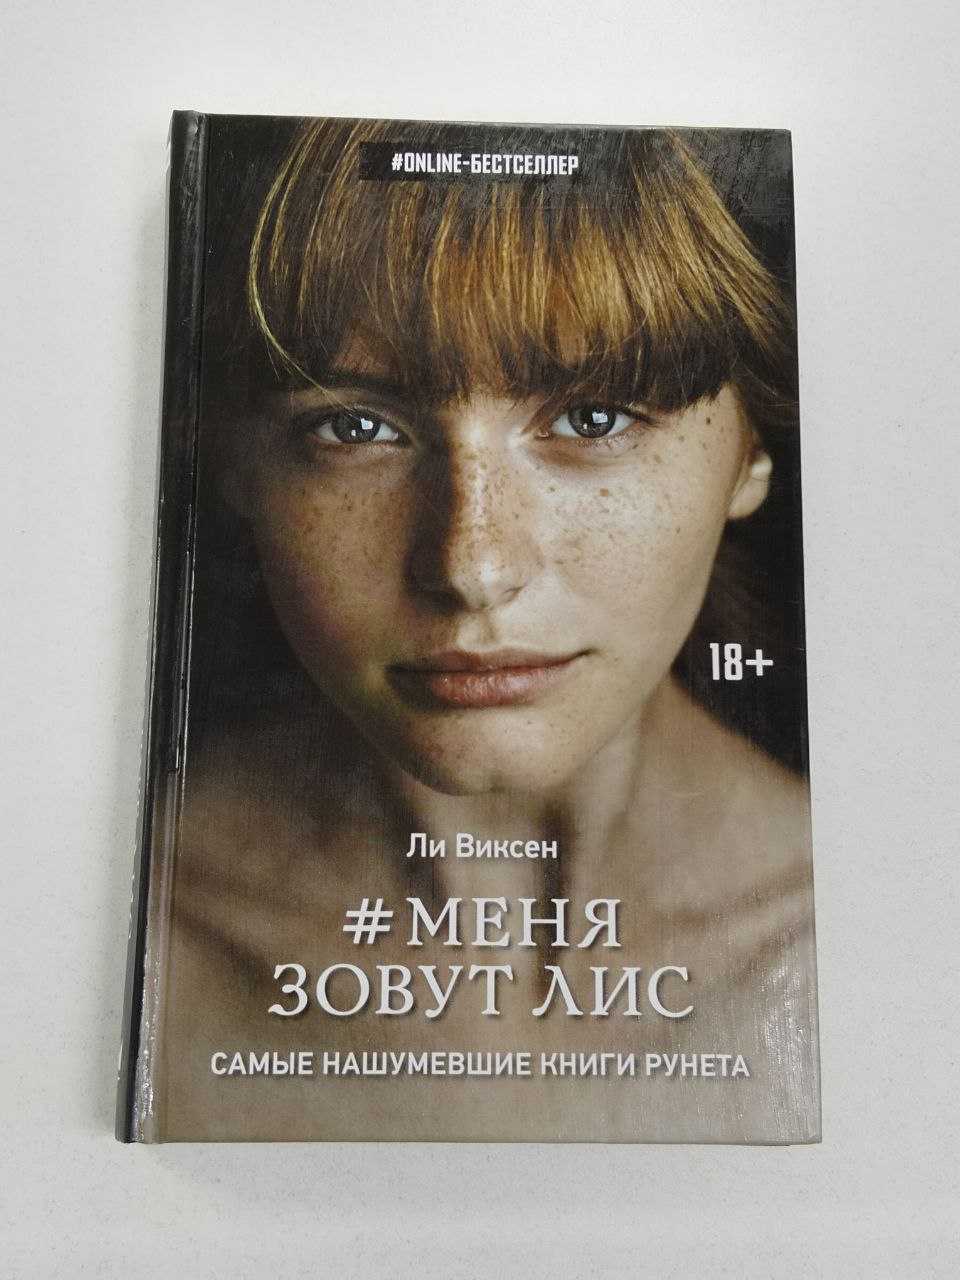 #ONLINE-БЕСТСЕЛЛЕР
18+
Ли Виксен
#МЕНЯ
ЗОВУТ ЛИС
САМЫЕ НАШУМЕВШИЕ КНИГИ РУНЕТА